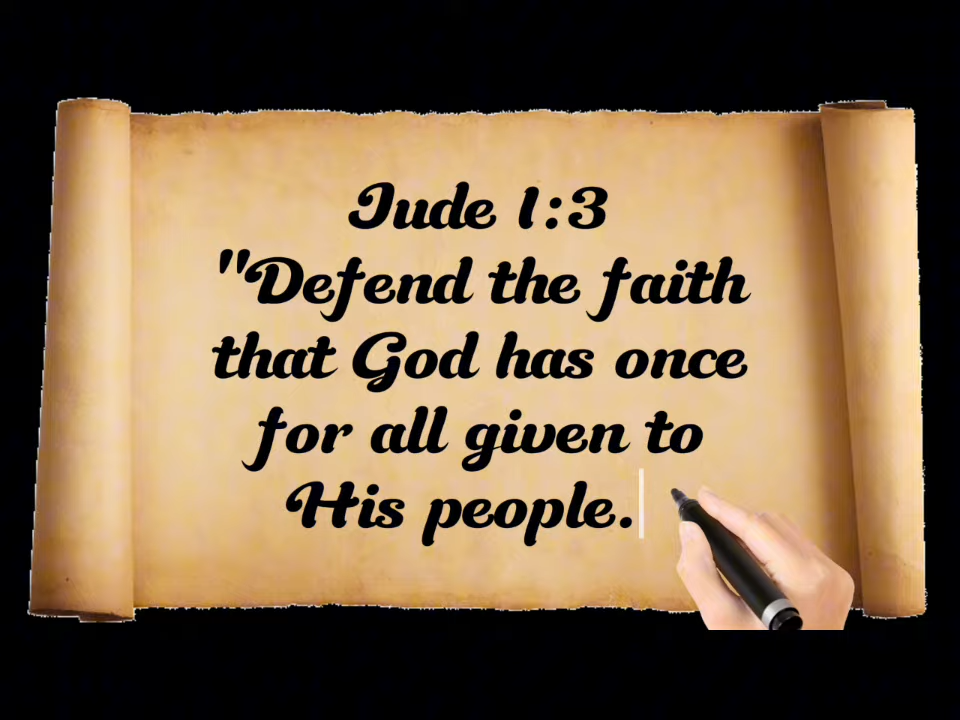 Jude 1:3
"Defend the faith
that God has once
for all given to
His people.